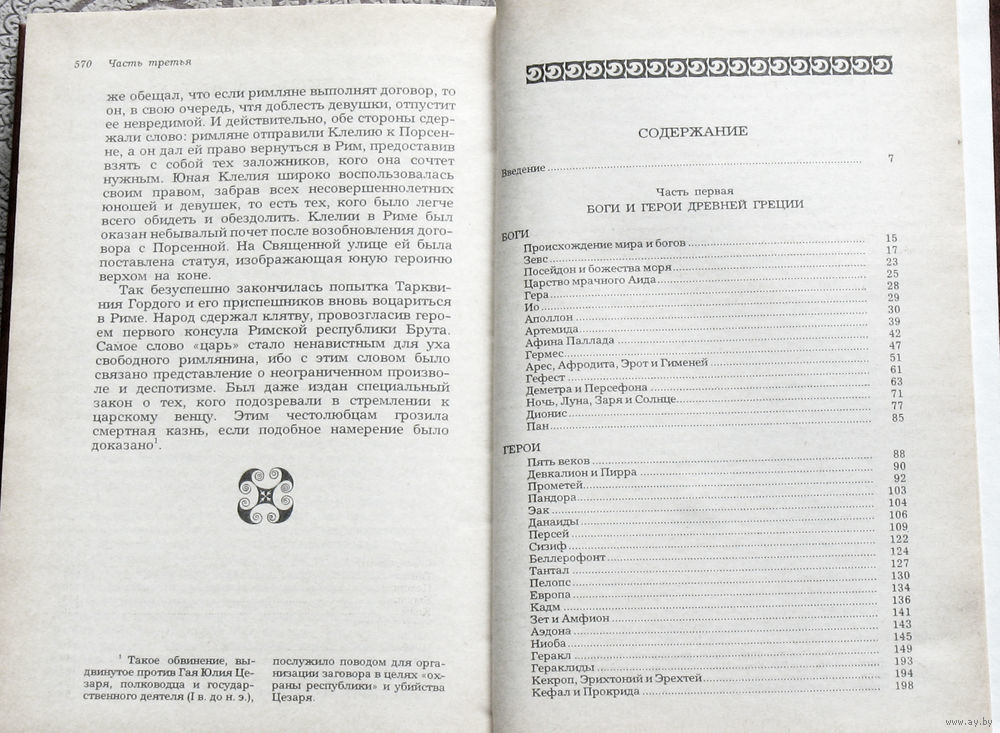 570 Часть третья
же обещал, что если римляне выполнят договор, то
он, в свою очередь, чтя доблесть девушки, отпустит
ее невредимой. И действительно, обе стороны сдер-
жали слово: римляне отправили Клелию к Порсен-
не, а он дал ей право вернуться в Рим, предоставив
взять с собой тех заложников, кого она сочтет
нужным. Юная Клелия широко воспользовалась
своим правом, забрав всех несовершеннолетних
юношей и девушек, то есть тех, кого было легче
всего обидеть и обездолить. Клелии в Риме был
оказан небывалый почет после возобновления дого-
вора с Порсенной. На Священной улице ей была
поставлена статуя, изображающая юную героиню
верхом на коне.
Так безуспешно закончилась попытка Таркви-
ния Гордого и его приспешников вновь воцариться
в Риме. Народ сдержал клятву, провозгласив геро-
ем первого консула Римской республики Брута.
Самое слово «царь» стало ненавистным для уха
свободного римлянина, ибо с этим словом было
связано представление о неограниченном произво-
ле и деспотизме. Был даже издан специальный
закон о тех, кого подозревали в стремлении к
царскому венцу. Этим честолюбцам грозила
смертная казнь, если подобное намерение было
доказано¹.
¹ Такое обвинение, вы-
двинутое против Гая Юлия Це-
заря, полководца и государ-
ственного деятеля (I в. до н. э.),
послужило поводом для орга-
низации заговора в целях «ох-
раны республики» и убийства
Цезаря.
СОДЕРЖАНИЕ
Введение 7
Часть первая
БОГИ И ГЕРОИ ДРЕВНЕЙ ГРЕЦИИ
БОГИ
Происхождение мира и богов 15
Зевс 17
Посейдон и божества моря 23
Царство мрачного Аида 25
Гера 28
Ио 29
Аполлон 30
Артемида 39
Афина Паллада 42
Гермес 47
Арес, Афродита, Эрот и Гименей 51
Гефест 61
Деметра и Персефона 63
Ночь, Луна, Заря и Солнце 71
Дионис 77
Пан 85
ГЕРОИ
Пять веков 88
Девкалион и Пирра 90
Прометей 92
Пандора 103
Эак 104
Данаиды 106
Персей 109
Сизиф 122
Беллерофонт 124
Тантал 127
Пелопс 130
Европа 134
Кадм 136
Зет и Амфион 141
Аэдона 143
Ниоба 145
Геракл 149
Гераклиды 193
Кекроп, Эрихтоний и Эрехтей 194
Кефал и Прокрида 198
www.ay.by